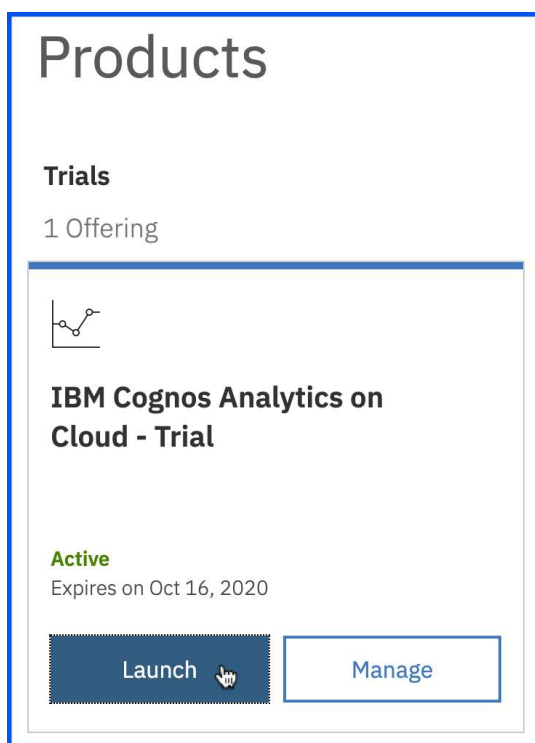 Products
Trials
1 Offering
IBM Cognos Analytics on
Cloud - Trial
Active
Expires on Oct 16, 2020
Launch
Manage